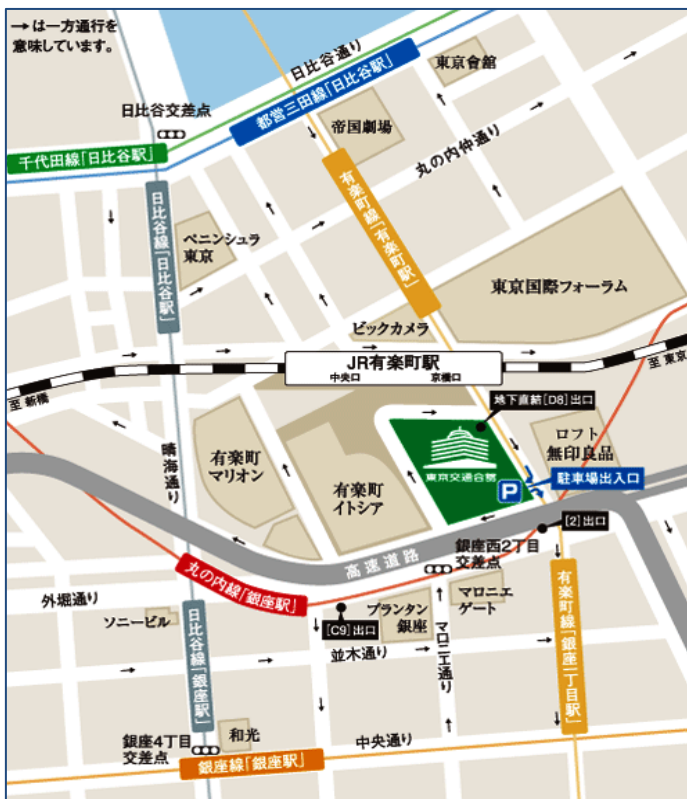 →は一方通行を
意味しています。
日比谷通り
東京會舘
都営三田線「日比谷駅」
日比谷交差点
帝国劇場
千代田線「日比谷駅」
丸の内仲通り
有楽町線「有楽町駅」
日比谷線「日比谷駅」
ペニンシュラ
東京
東京国際フォーラム
ビックカメラ
JR有楽町駅
中央口
京橋口
至 新橋
至 東京
地下直結[D8]出口
ロフト
無印良品
東京交通会館
P
駐車場出入口
晴海通り
有楽町
マリオン
有楽町
イトシア
[2]出口
高速道路
銀座西2丁目
交差点
丸の内線「銀座駅」
外堀通り
マロニエ
ゲート
プランタン
銀座
ソニービル
[C9]出口
並木通り
マロニエ通り
有楽町線「銀座一丁目駅」
日比谷線「銀座駅」
和光
中央通り
銀座4丁目
交差点
銀座線「銀座駅」